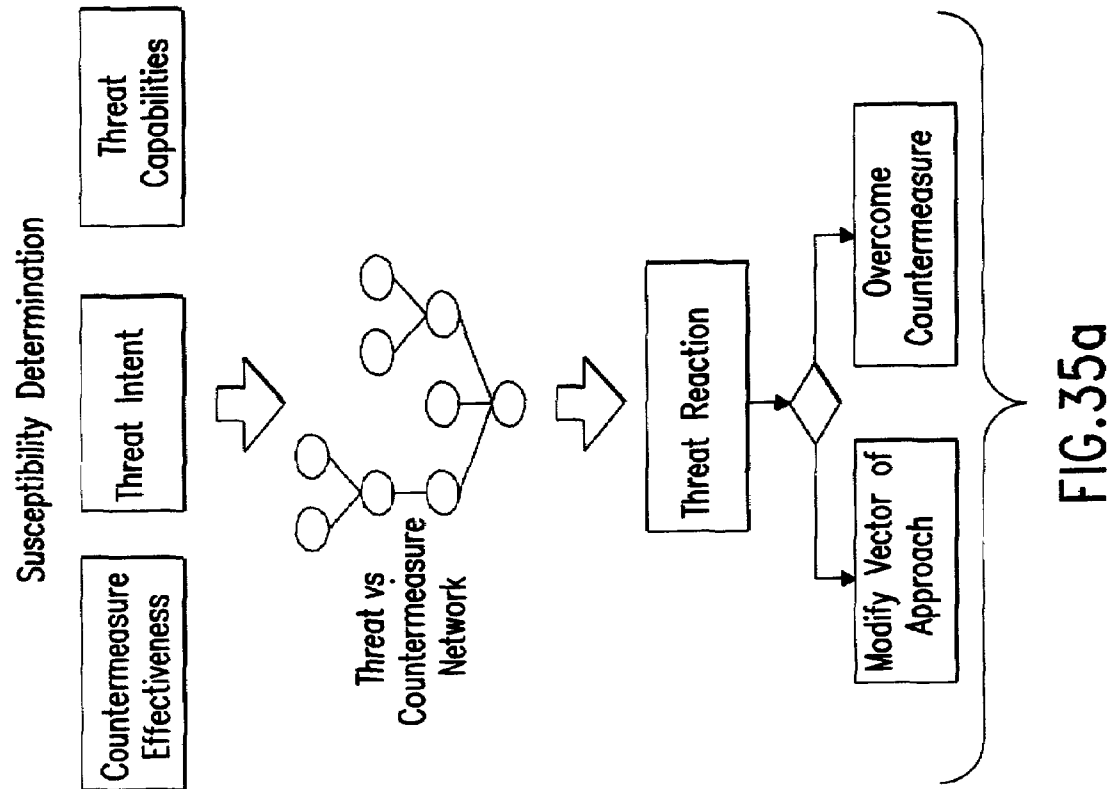 Susceptibility Determination
Countermeasure
Effectiveness
Threat Intent
Threat
Capabilities
Threat vs
Countermeasure
Network
Threat Reaction
Modify Vector of
Approach
Overcome
Countermeasure
FIG.35a